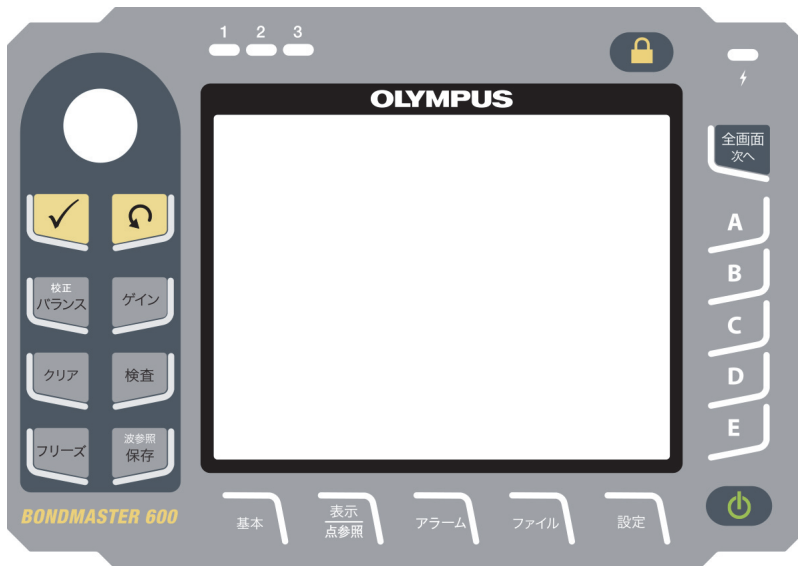 1 2 3
OLYMPUS
全画面
次へ
校正
バランス
ゲイン
クリア
検査
フリーズ
波参照
保存
A
B
C
D
E
BONDMASTER 600
基本
表示
点参照
アラーム
ファイル
設定